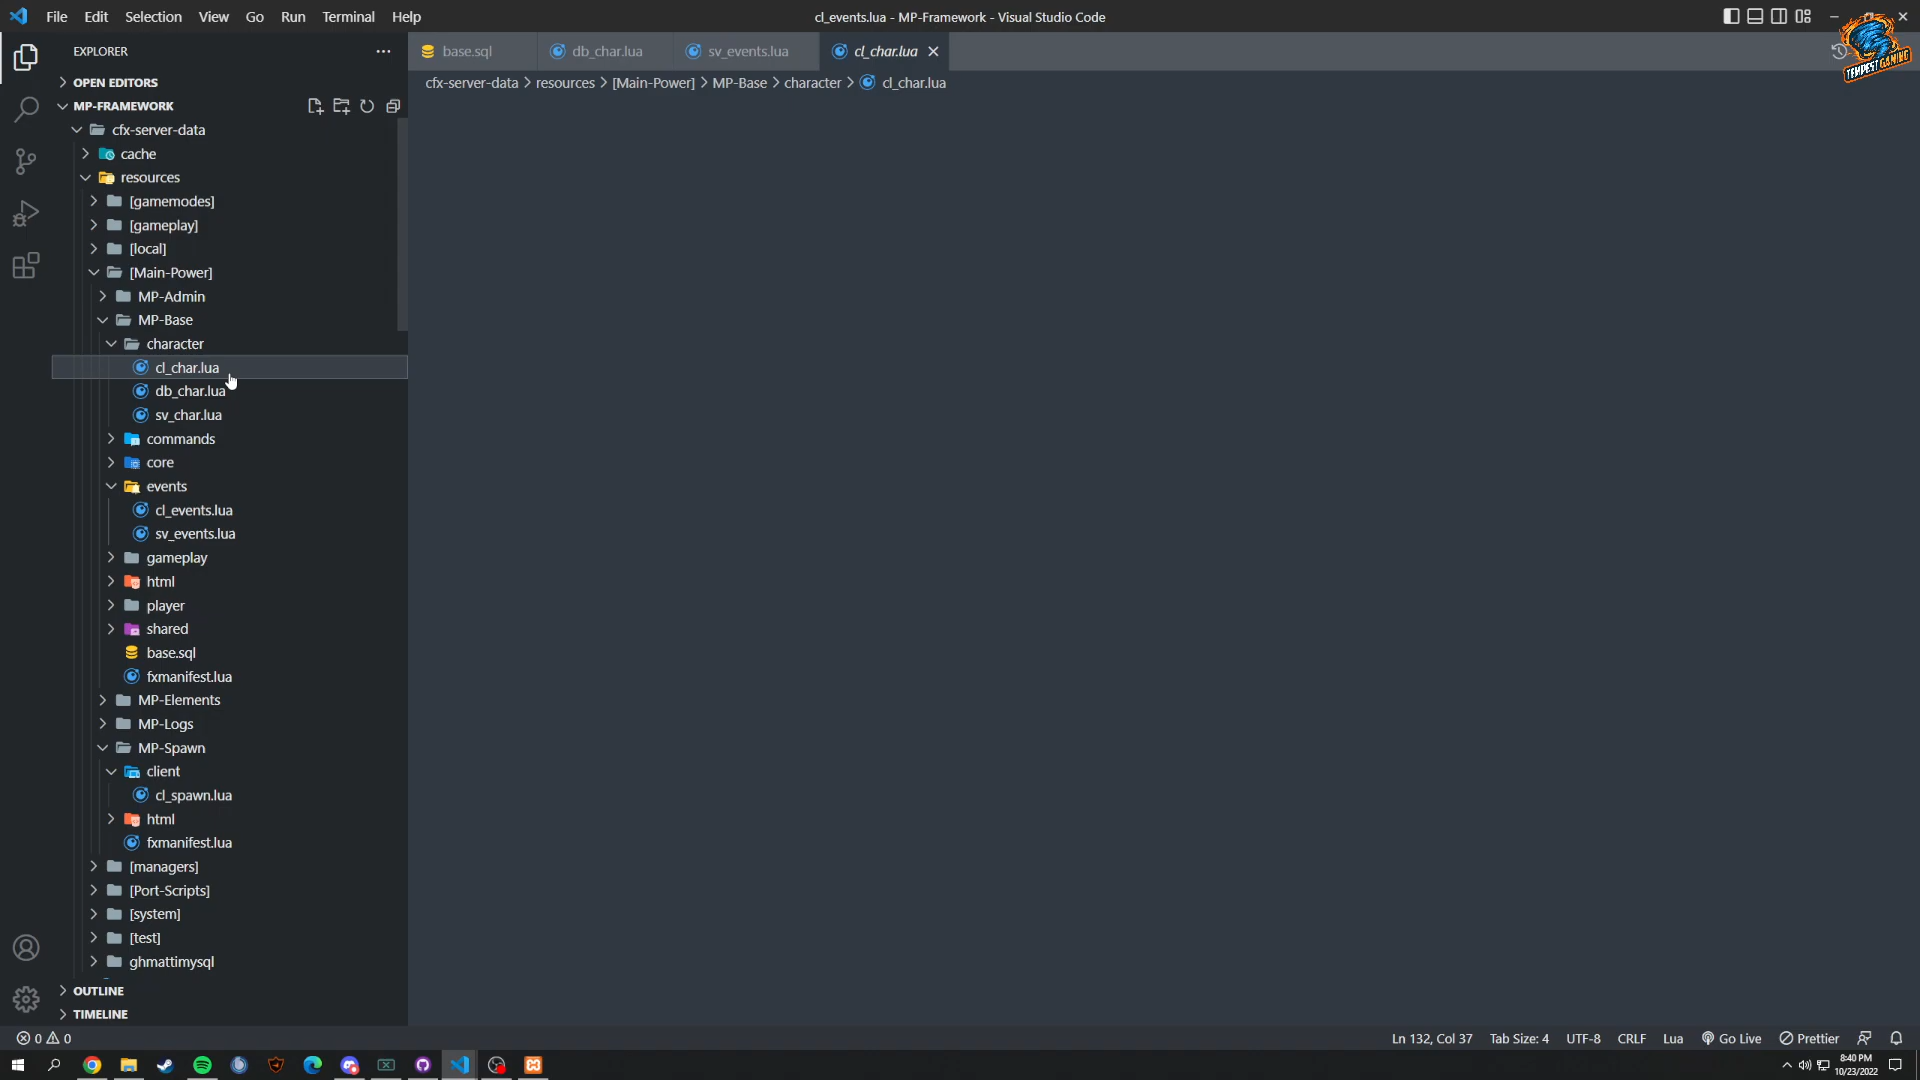 File Edit Selection View Go Run Terminal Help
cl_events.lua - MP-Framework - Visual Studio Code
TEMPEST GAMING
EXPLORER
base.sql db_char.lua sv_events.lua cl_char.lua
OPEN EDITORS
cfx-server-data > resources > [Main-Power] > MP-Base > character > cl_char.lua
MP-FRAMEWORK
cfx-server-data
cache
resources
[gamemodes]
[gameplay]
[local]
[Main-Power]
MP-Admin
MP-Base
character
cl_char.lua
db_char.lua
sv_char.lua
commands
core
events
cl_events.lua
sv_events.lua
gameplay
html
player
shared
base.sql
fxmanifest.lua
MP-Elements
MP-Logs
MP-Spawn
client
cl_spawn.lua
html
fxmanifest.lua
[managers]
[Port-Scripts]
[system]
[test]
ghmattimysql
OUTLINE
TIMELINE
0 0
Ln 132, Col 37 Tab Size: 4 UTF-8 CRLF Lua Go Live Prettier
8:40 PM
10/23/2022